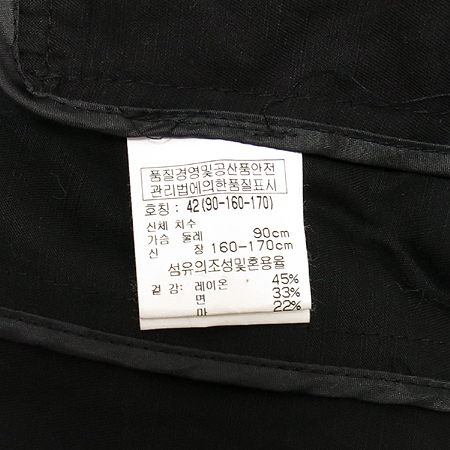 품질경영및공산품안전
관리법에의한품질표시
호칭 : 42 (90-160-170)
신체 치수
가슴 둘레 90cm
신 장 160-170cm
섬유의조성및혼용율
겉 감: 레이온 45%
면 33%
마 22%